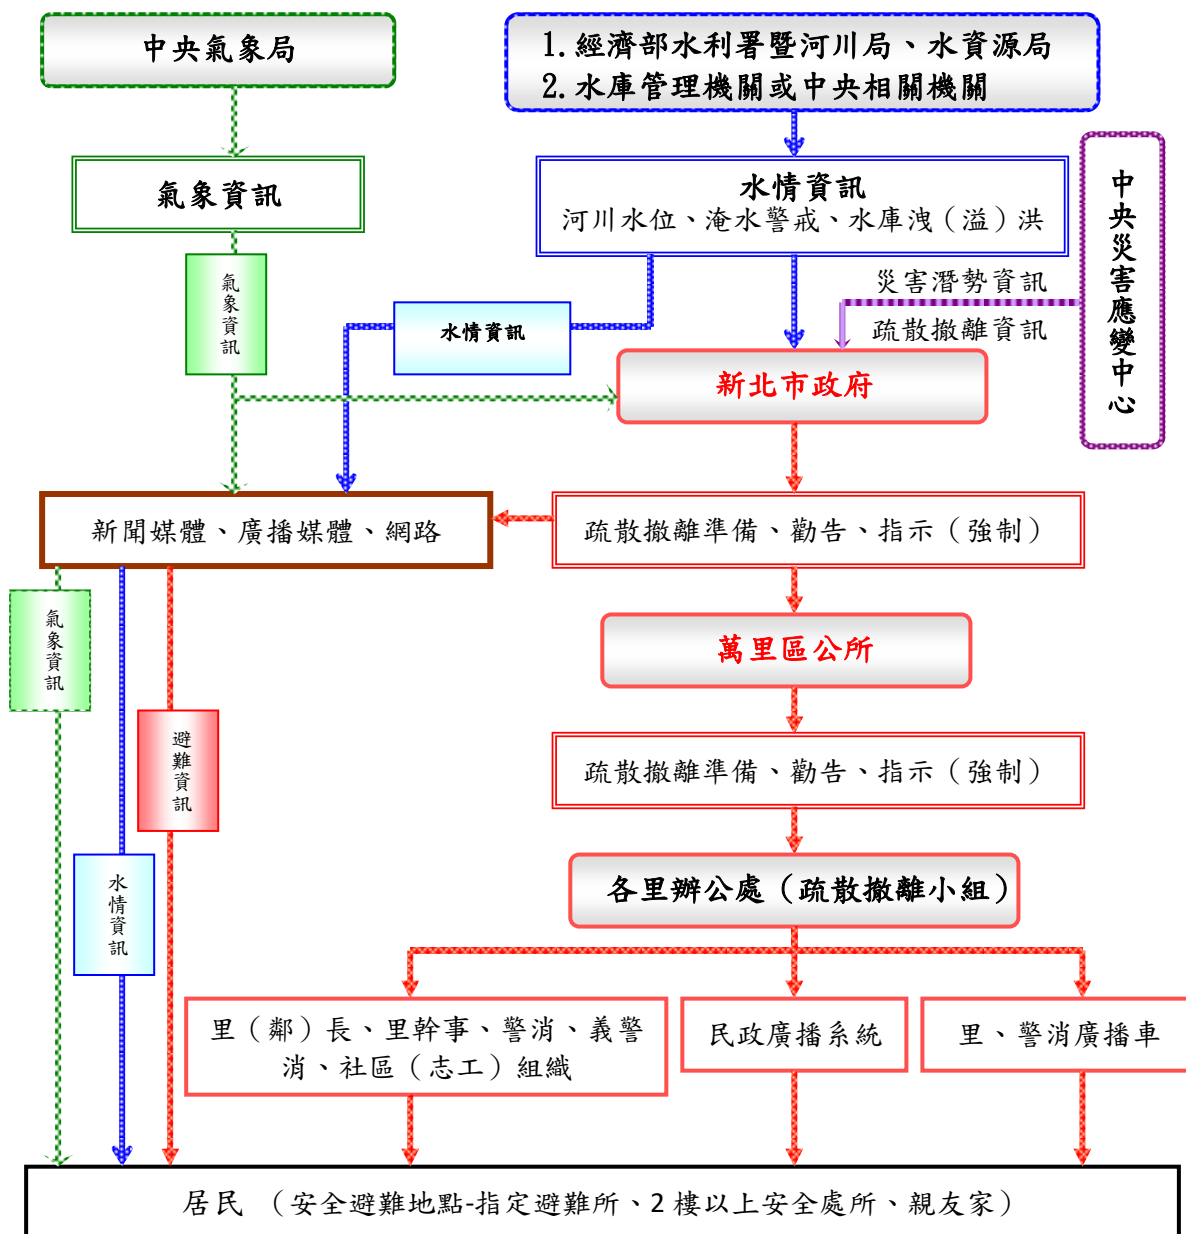 中央氣象局
1. 經濟部水利署暨河川局、水資源局
2. 水庫管理機關或中央相關機關
中央災害應變中心
氣象資訊
水情資訊
河川水位、淹水警戒、水庫洩（溢）洪
氣象資訊
水情資訊
災害潛勢資訊
疏散撤離資訊
新北市政府
新聞媒體、廣播媒體、網路
疏散撤離準備、勸告、指示（強制）
氣象資訊
萬里區公所
避難資訊
疏散撤離準備、勸告、指示（強制）
水情資訊
各里辦公處（疏散撤離小組）
里（鄰）長、里幹事、警消、義警
消、社區（志工）組織
民政廣播系統
里、警消廣播車
居民 （安全避難地點-指定避難所、2 樓以上安全處所、親友家）